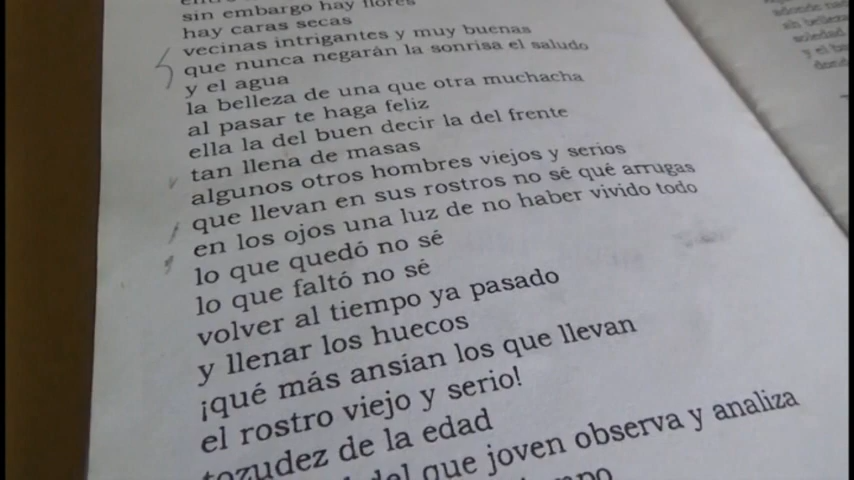 sin embargo hay flores
hay caras secas
vecinas intrigantes y muy buenas
que nunca negarán la sonrisa el saludo
y el agua
la belleza de una que otra muchacha
al pasar te haga feliz
ella la del buen decir la del frente
tan llena de masas
algunos otros hombres viejos y serios
que llevan en sus rostros no sé qué arrugas
en los ojos una luz de no haber vivido todo
lo que quedó no sé
lo que faltó no sé
volver al tiempo ya pasado
y llenar los huecos
¡qué más ansían los que llevan
el rostro viejo y serio!
tozudez de la edad
del que joven observa y analiza